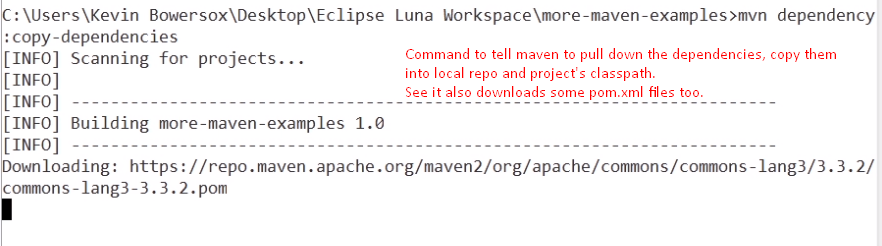 C:\Users\Kevin Bowersox\Desktop\Eclipse Luna Workspace\more-maven-examples>mvn dependency
:copy-dependencies
[INFO] Scanning for projects...
Command to tell maven to pull down the dependencies, copy them
into local repo and project's classpath.
See it also downloads some pom.xml files too.
[INFO]
[INFO] ------------------------------------------------------------------------
[INFO] Building more-maven-examples 1.0
[INFO] ------------------------------------------------------------------------
Downloading: https://repo.maven.apache.org/maven2/org/apache/commons/commons-lang3/3.3.2/
commons-lang3-3.3.2.pom